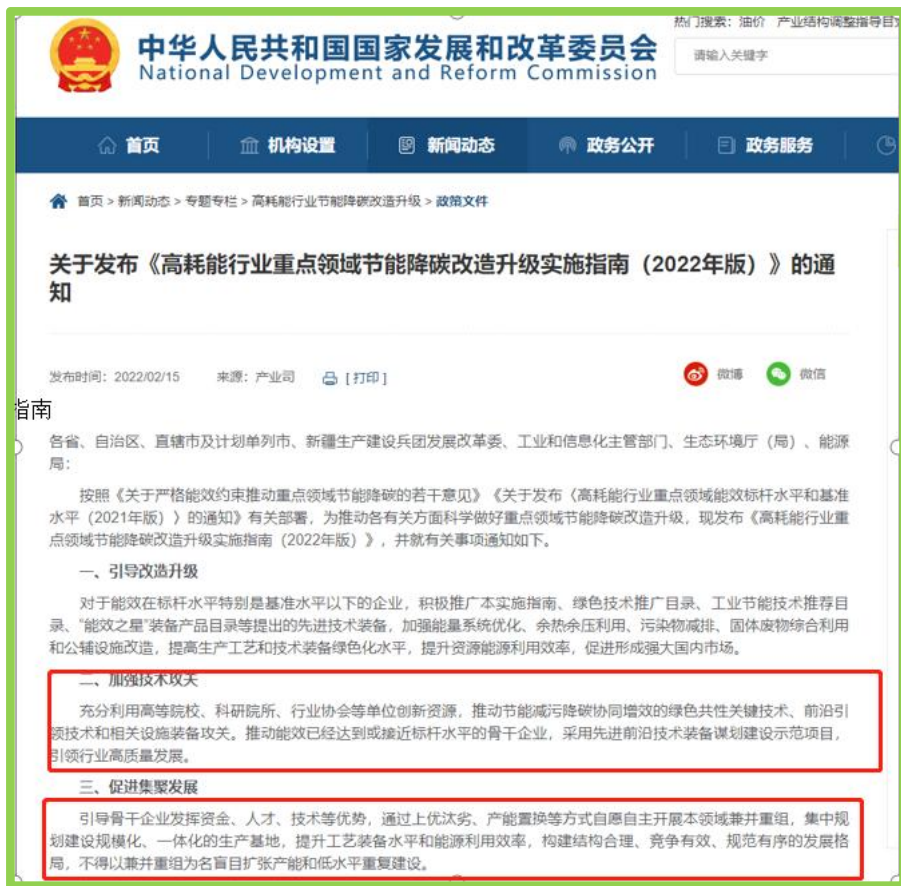 热门搜索：油价 产业结构调整指导目录
中华人民共和国国家发展和改革委员会
National Development and Reform Commission
请输入关键字
首页 机构设置 新闻动态 政务公开 政务服务
首页 > 新闻动态 > 专题专栏 > 高耗能行业节能降碳改造升级 > 政策文件
关于发布《高耗能行业重点领域节能降碳改造升级实施指南（2022年版）》的通
知
发布时间：2022/02/15 来源：产业司 [ 打印 ] 微博 微信
指南
各省、自治区、直辖市及计划单列市、新疆生产建设兵团发展改革委、工业和信息化主管部门、生态环境厅（局）、能源
局：
按照《关于严格能效约束推动重点领域节能降碳的若干意见》《关于发布〈高耗能行业重点领域能效标杆水平和基准
水平（2021年版）〉的通知》有关部署，为推动各有关方面科学做好重点领域节能降碳改造升级，现发布《高耗能行业重
点领域节能降碳改造升级实施指南（2022年版）》，并就有关事项通知如下。
一、引导改造升级
对于能效在标杆水平特别是基准水平以下的企业，积极推广本实施指南、绿色技术推广目录、工业节能技术推荐目
录、“能效之星”装备产品目录等提出的先进技术装备，加强能量系统优化、余热余压利用、污染物减排、固体废物综合利用
和公辅设施改造，提高生产工艺和技术装备绿色化水平，提升资源能源利用效率，促进形成强大国内市场。
二、加强技术攻关
充分利用高等院校、科研院所、行业协会等单位创新资源，推动节能减污降碳协同增效的绿色共性关键技术、前沿引
领技术和相关设施装备攻关。推动能效已经达到或接近标杆水平的骨干企业，采用先进前沿技术装备谋划建设示范项目，
引领行业高质量发展。
三、促进集聚发展
引导骨干企业发挥资金、人才、技术等优势，通过上优汰劣、产能置换等方式自愿自主开展本领域兼并重组，集中规
划建设规模化、一体化的生产基地，提升工艺装备水平和能源利用效率，构建结构合理、竞争有效、规范有序的发展格
局，不得以兼并重组为名盲目扩张产能和低水平重复建设。